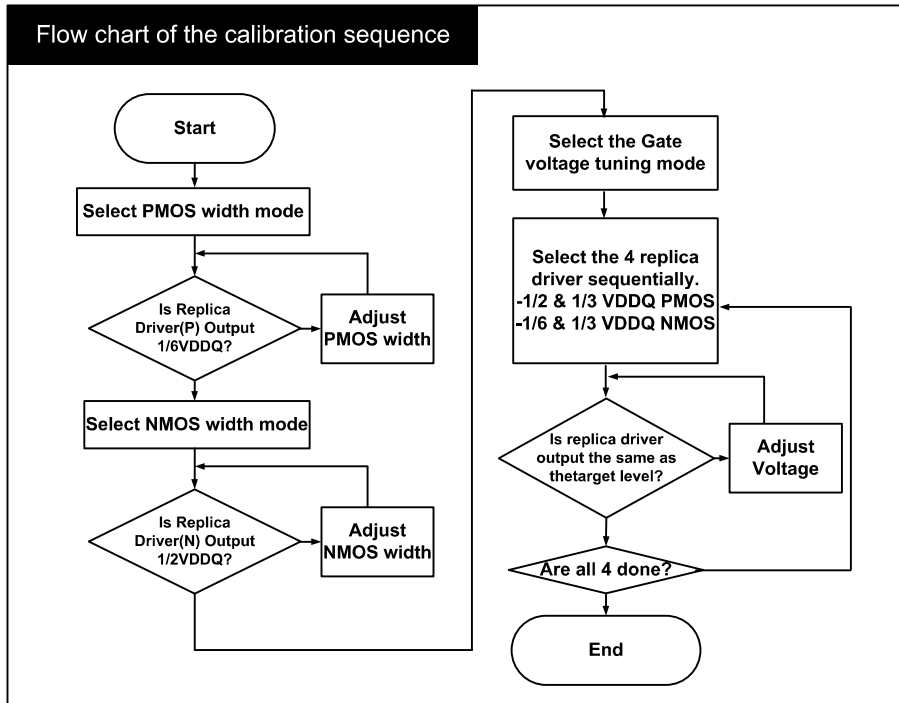 Flow chart of the calibration sequence
Start
Select PMOS width mode
Is Replica
Driver(P) Output
1/6VDDQ?
Adjust
PMOS width
Select NMOS width mode
Is Replica
Driver(N) Output
1/2VDDQ?
Adjust
NMOS width
Select the Gate
voltage tuning mode
Select the 4 replica
driver sequentially.
-1/2 & 1/3 VDDQ PMOS
-1/6 & 1/3 VDDQ NMOS
Is replica driver
output the same as
thetarget level?
Adjust
Voltage
Are all 4 done?
End